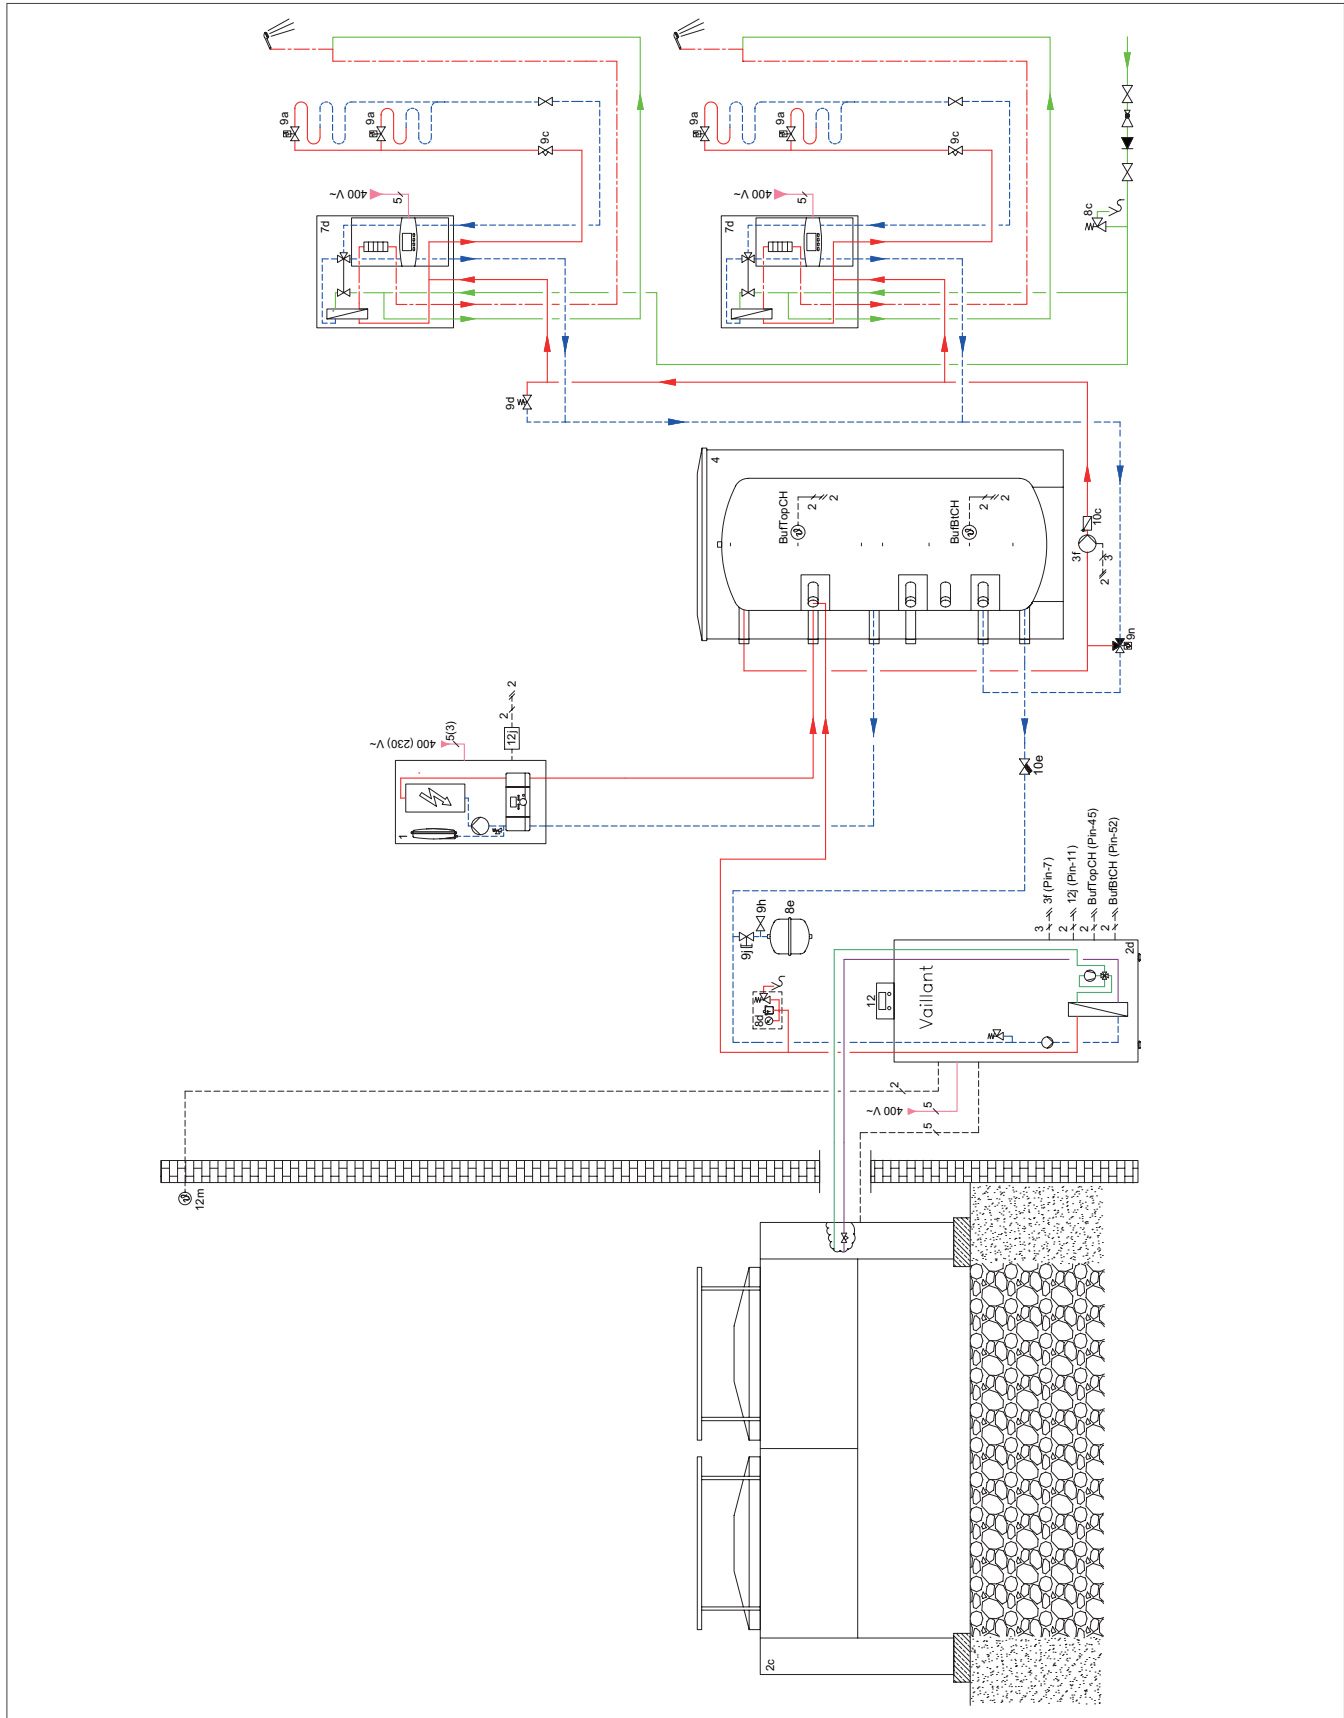 9a
9a
9c
400 V~
5
7d
9a
9a
9c
400 V~
5
7d
8c
9d
4
BufTopCH
2
2
BufBtCH
2
2
10c
3f
3
2
9n
400 (230) V~
5(3)
12j
2
2
1
10e
3
3f (Pin-7)
2
12j (Pin-11)
2
BufTopCH (Pin-45)
2
BufBtCH (Pin-52)
9h
9j
8e
8d
12
Vaillant
2d
2
400 V~
5
5
12m
2c